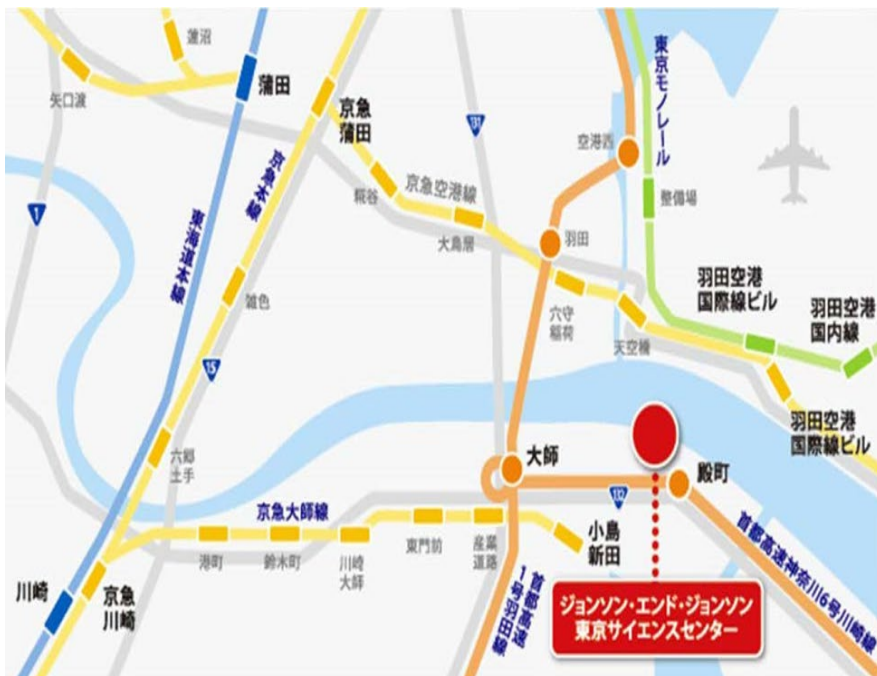 蓮沼
矢口渡
蒲田
京急
蒲田
131
東京モノレール
空港西
京急本線
京急空港線
糀谷
整備場
1
東海道本線
大鳥居
羽田
羽田空港
国際線ビル
羽田空港
国内線
雑色
穴守
稲荷
天空橋
15
羽田空港
国際線ビル
六郷
土手
大師
殿町
132
京急大師線
港町
鈴木町
川崎
大師
東門前
産業
道路
小島
新田
首都高速神奈川6号川崎線
首都高速
1号羽田線
川崎
京急
川崎
ジョンソン・エンド・ジョンソン
東京サイエンスセンター